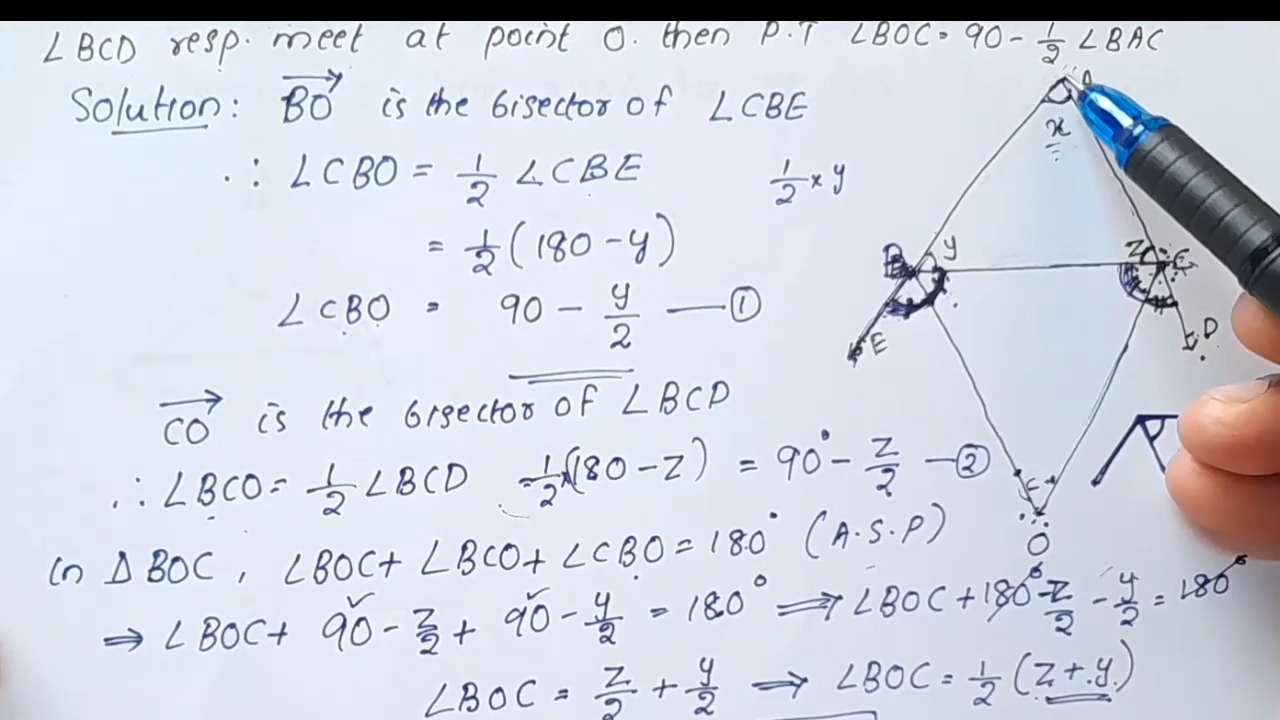 ∠BCD resp. meet at point O. then P.T ∠BOC = 90 - 1/2 ∠BAC
Solution: BO→ is the bisector of ∠CBE
∴ ∠CBO = 1/2 ∠CBE
1/2 × y
= 1/2 (180 - y)
∠CBO = 90 - y/2 —①
CO→ is the bisector of ∠BCD
∴ ∠BCO = 1/2 ∠BCD = 1/2 × (180 - z) = 90° - z/2 —②
In ΔBOC, ∠BOC + ∠BCO + ∠CBO = 180° (A.S.P)
⇒ ∠BOC + 90 - z/2 + 90 - y/2 = 180° ⇒ ∠BOC + 180° - z/2 - y/2 = 180°
∠BOC = z/2 + y/2 ⇒ ∠BOC = 1/2 (z + y)
A
x
B
y
z
C
E
D
O